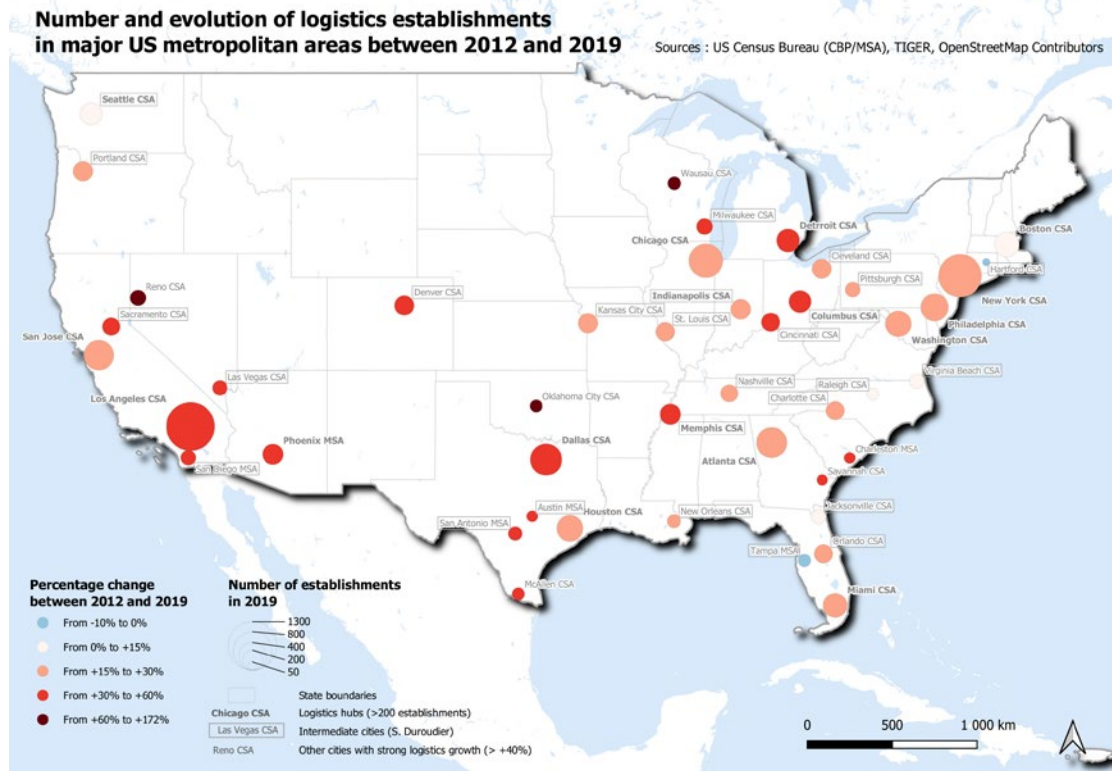 Number and evolution of logistics establishments
in major US metropolitan areas between 2012 and 2019
Sources : US Census Bureau (CBP/MSA), TIGER, OpenStreetMap Contributors
Seattle CSA
Portland CSA
Wausau CSA
Milwaukee CSA
Detrroit CSA
Boston CSA
Chicago CSA
Cleveland CSA
Hartford CSA
Pittsburgh CSA
Reno CSA
Denver CSA
Indianapolis CSA
New York CSA
Sacramento CSA
Kansas City CSA
St. Louis CSA
Columbus CSA
Philadelphia CSA
San Jose CSA
Cincinnati CSA
Washington CSA
Las Vegas CSA
Virginia Beach CSA
Nashville CSA
Raleigh CSA
Los Angeles CSA
Oklahoma City CSA
Charlotte CSA
Memphis CSA
Phoenix MSA
Dallas CSA
Charleston MSA
Atlanta CSA
San Diego MSA
Savannah CSA
Austin MSA
Jacksonville CSA
Houston CSA
New Orleans CSA
San Antonio MSA
Orlando CSA
Tampa MSA
McAllen CSA
Miami CSA
Percentage change
between 2012 and 2019
From -10% to 0%
From 0% to +15%
From +15% to +30%
From +30% to +60%
From +60% to +172%
Number of establishments
in 2019
1300
800
400
200
50
State boundaries
Chicago CSA Logistics hubs (>200 establishments)
Las Vegas CSA Intermediate cities (S. Duroudier)
Reno CSA Other cities with strong logistics growth (> +40%)
0 500 1 000 km